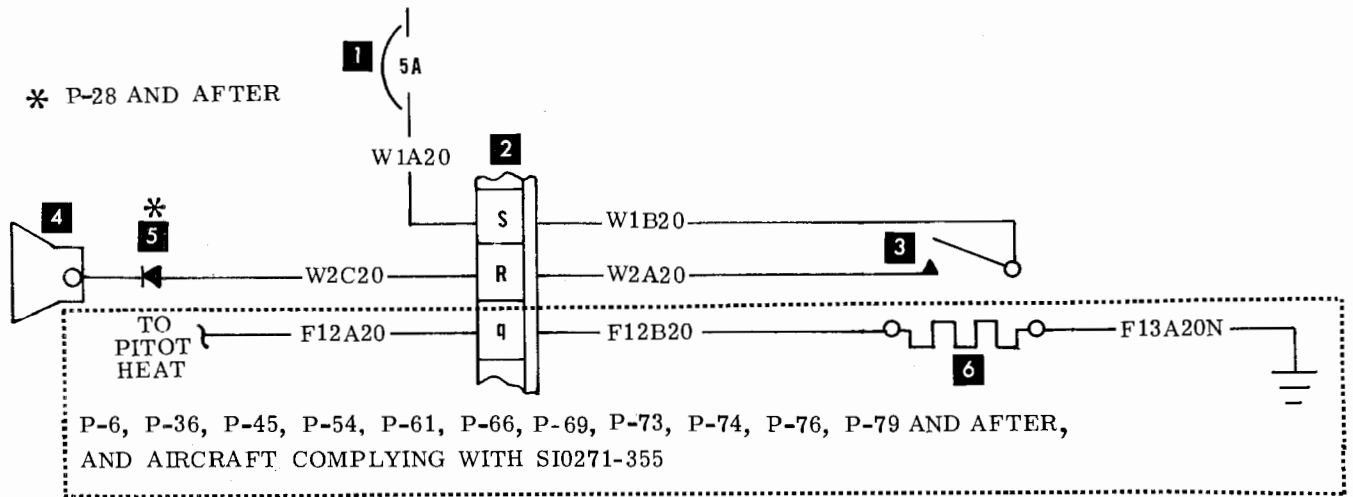 1
5A
* P-28 AND AFTER
W1A20
2
4
*
5
S
W1B20
3
W2C20
R
W2A20
TO
PITOT
HEAT
F12A20
q
F12B20
F13A20N
6
P-6, P-36, P-45, P-54, P-61, P-66, P-69, P-73, P-74, P-76, P-79 AND AFTER,
AND AIRCRAFT COMPLYING WITH SI0271-355